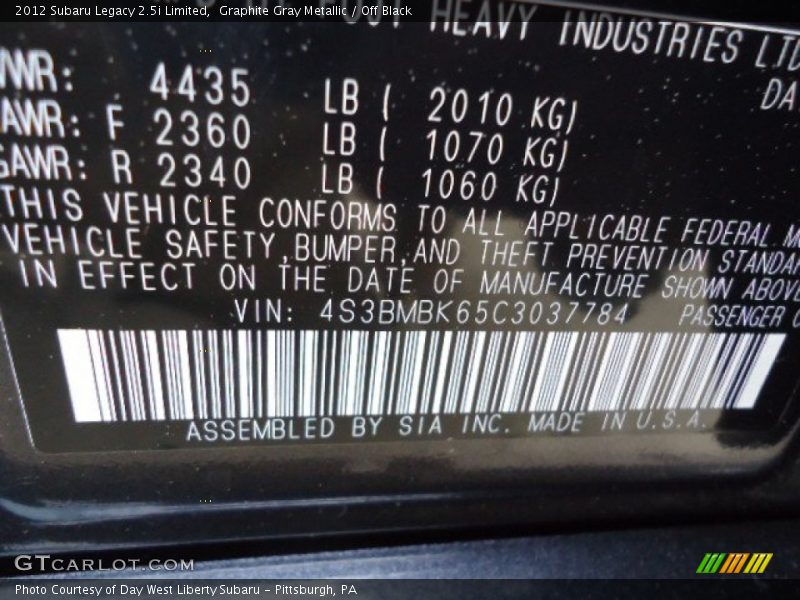 2012 Subaru Legacy 2.5i Limited, Graphite Gray Metallic / Off Black
HEAVY INDUSTRIES LTD
4435 LB ( 2010 KG)
F 2360 LB ( 1070 KG)
GAWR: R 2340 LB ( 1060 KG)
THIS VEHICLE CONFORMS TO ALL APPLICABLE FEDERAL
VEHICLE SAFETY,BUMPER,AND THEFT PREVENTION
IN EFFECT ON THE DATE OF MANUFACTURE SHOWN ABOVE
VIN: 4S3BMBK65C3037784 PASSENGER
ASSEMBLED BY SIA INC. MADE IN U.S.A.
GTCARLOT.COM
Photo Courtesy of Day West Liberty Subaru - Pittsburgh, PA